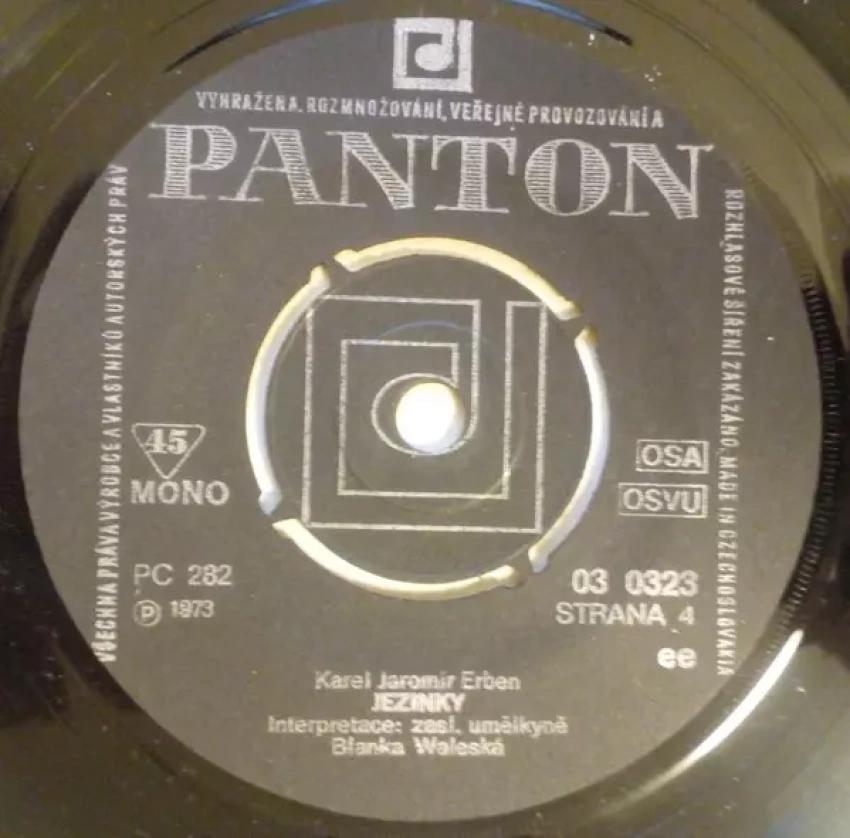 VYHRAŽENA. ROZMNOŽOVÁNÍ, VEŘEJNÉ PROVOZOVÁNÍ A
PANTON
VŠECHNA PRÁVA VÝROBCE A VLASTNÍKŮ AUTORSKÝCH PRÁV
ROZHLASOVÉ ŠÍŘENÍ ZAKÁZÁNO. MADE IN CZECHOSLOVAKIA
45
MONO
OSA
OSVU
PC 282
℗ 1973
03 0323
STRANA 4
ee
Karel Jaromír Erben
JEZINKY
Interpretace: zasl. umělkyně
Blanka Waleská